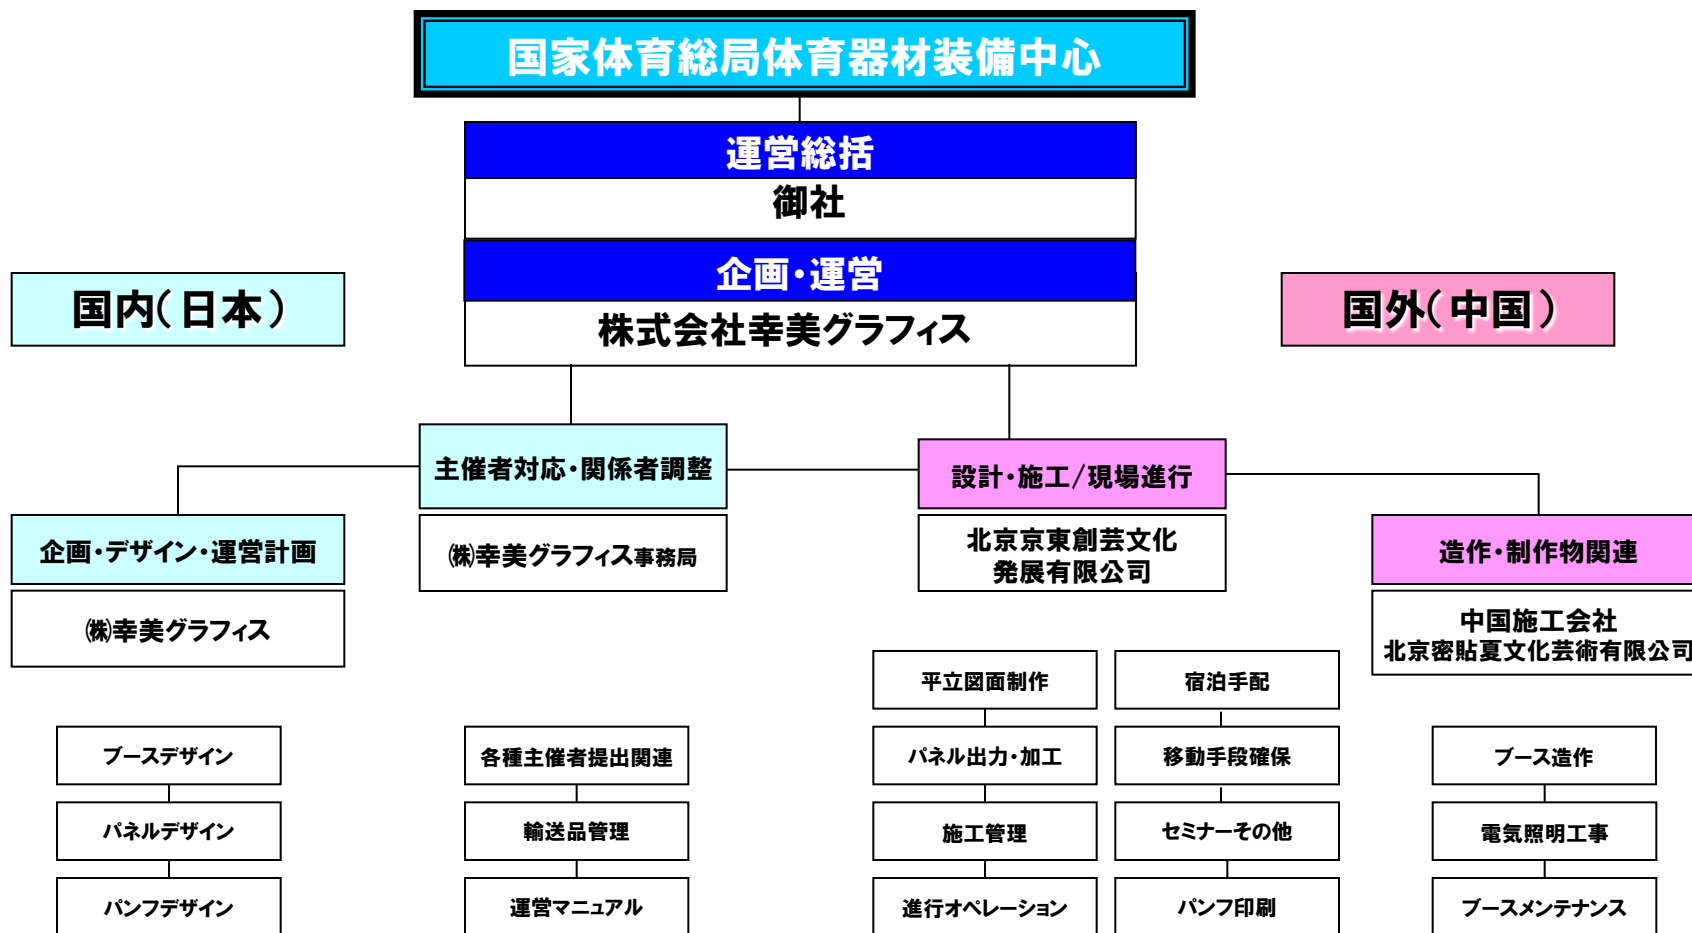 国家体育総局体育器材装備中心
運営総括
御社
企画・運営
株式会社幸美グラフィス
国内(日本)
国外(中国)
主催者対応・関係者調整
㈱幸美グラフィス事務局
設計・施工/現場進行
北京京東創芸文化
発展有限公司
企画・デザイン・運営計画
㈱幸美グラフィス
造作・制作物関連
中国施工会社
北京密貼夏文化芸術有限公司
ブースデザイン
パネルデザイン
パンフデザイン
各種主催者提出関連
輸送品管理
運営マニュアル
平立図面制作
パネル出力・加工
施工管理
進行オペレーション
宿泊手配
移動手段確保
セミナーその他
パンフ印刷
ブース造作
電気照明工事
ブースメンテナンス